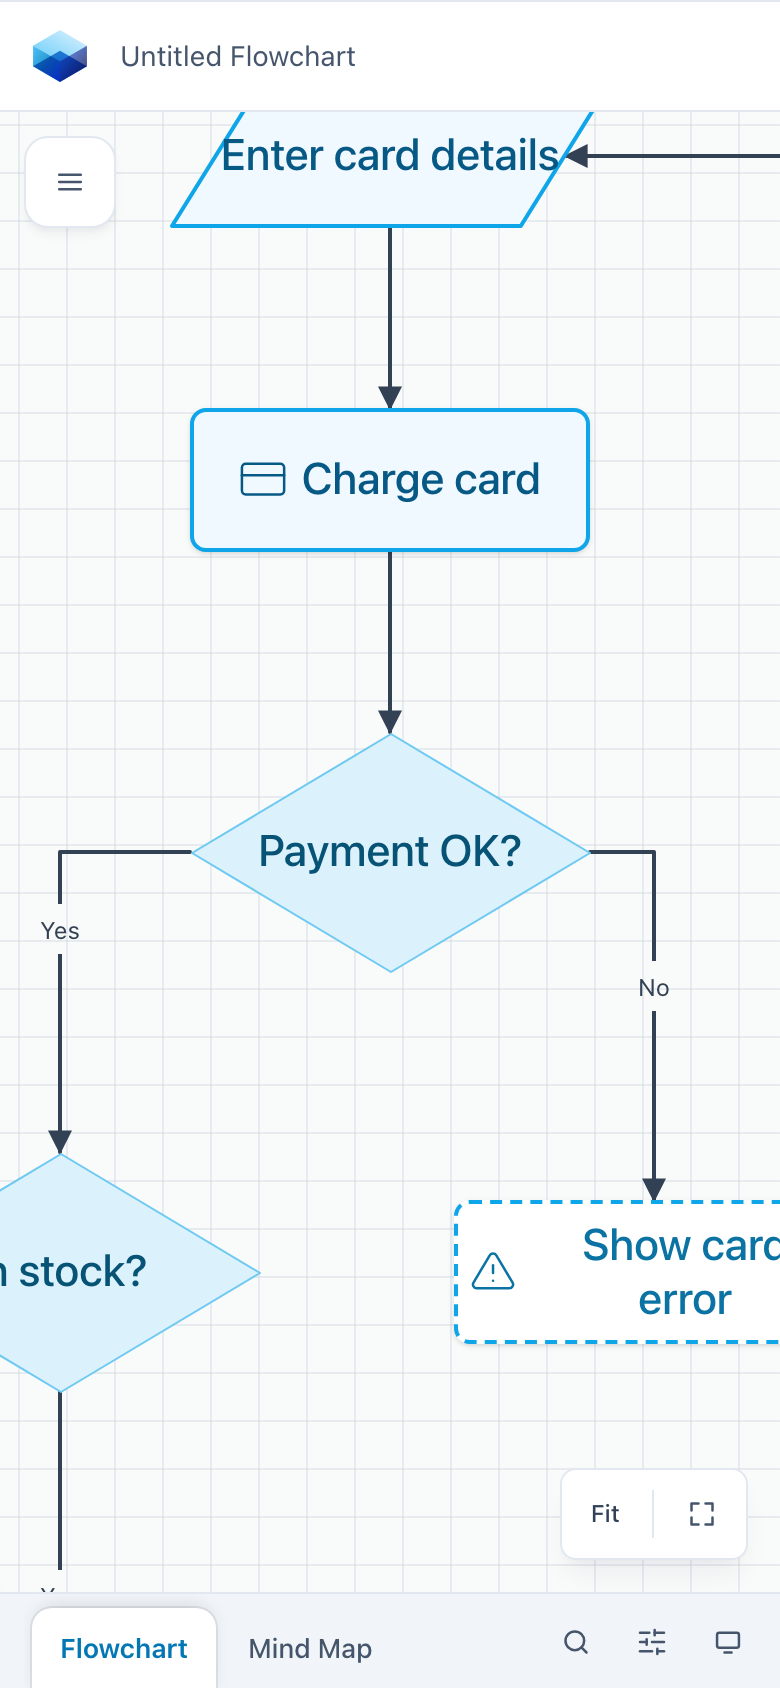 Untitled Flowchart
Enter card details
Charge card
Payment OK?
Yes
No
stock?
Show card
error
Fit
Flowchart
Mind Map